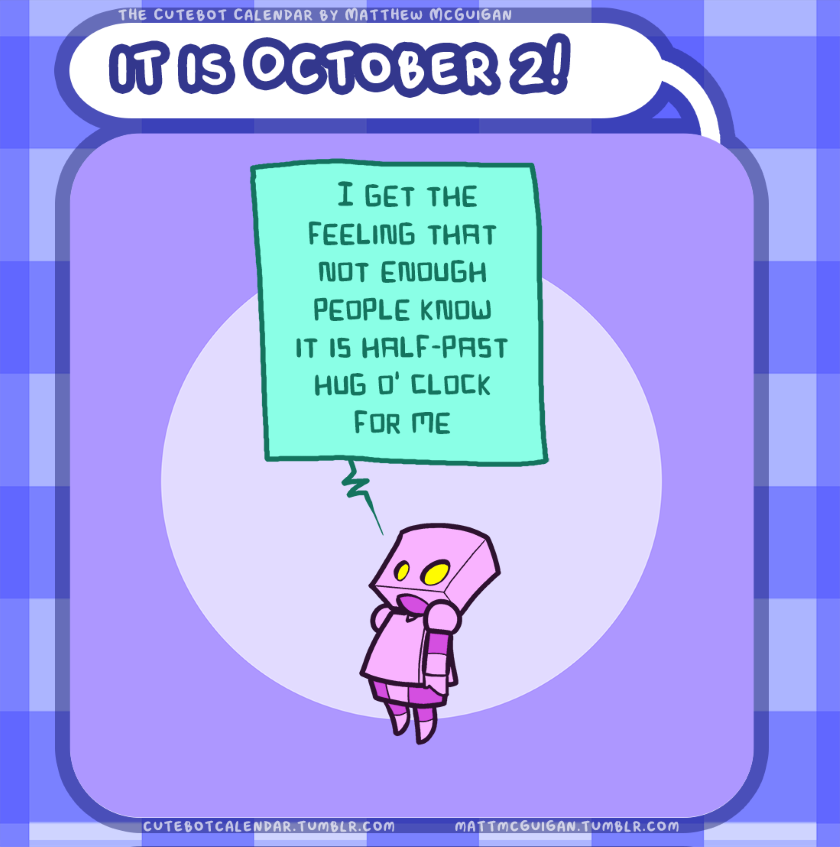 THE CUTEBOT CALENDAR BY MATTHEW MCGUIGAN
IT IS OCTOBER 2!
I GET THE
FEELING THAT
NOT ENOUGH
PEOPLE KNOW
IT IS HALF-PAST
HUG O' CLOCK
FOR ME
CUTEBOTCALENDAR.TUMBLR.COM
MATTMCGUIGAN.TUMBLR.COM